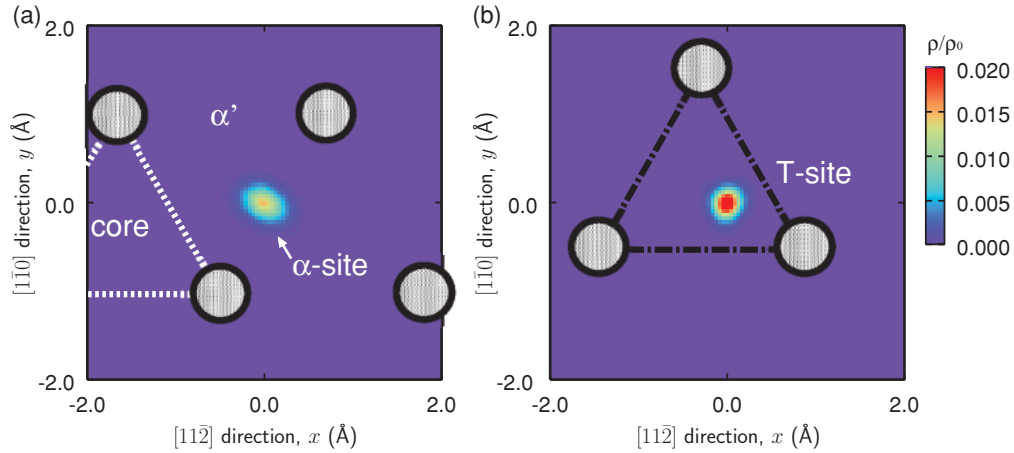 (a)
2.0
0.0
-2.0
[11̄0] direction, y (Å)
α'
core
α-site
-2.0
0.0
2.0
[112̄] direction, x (Å)
(b)
2.0
0.0
-2.0
[11̄0] direction, y (Å)
T-site
-2.0
0.0
2.0
[112̄] direction, x (Å)
ρ/ρ₀
0.020
0.015
0.010
0.005
0.000